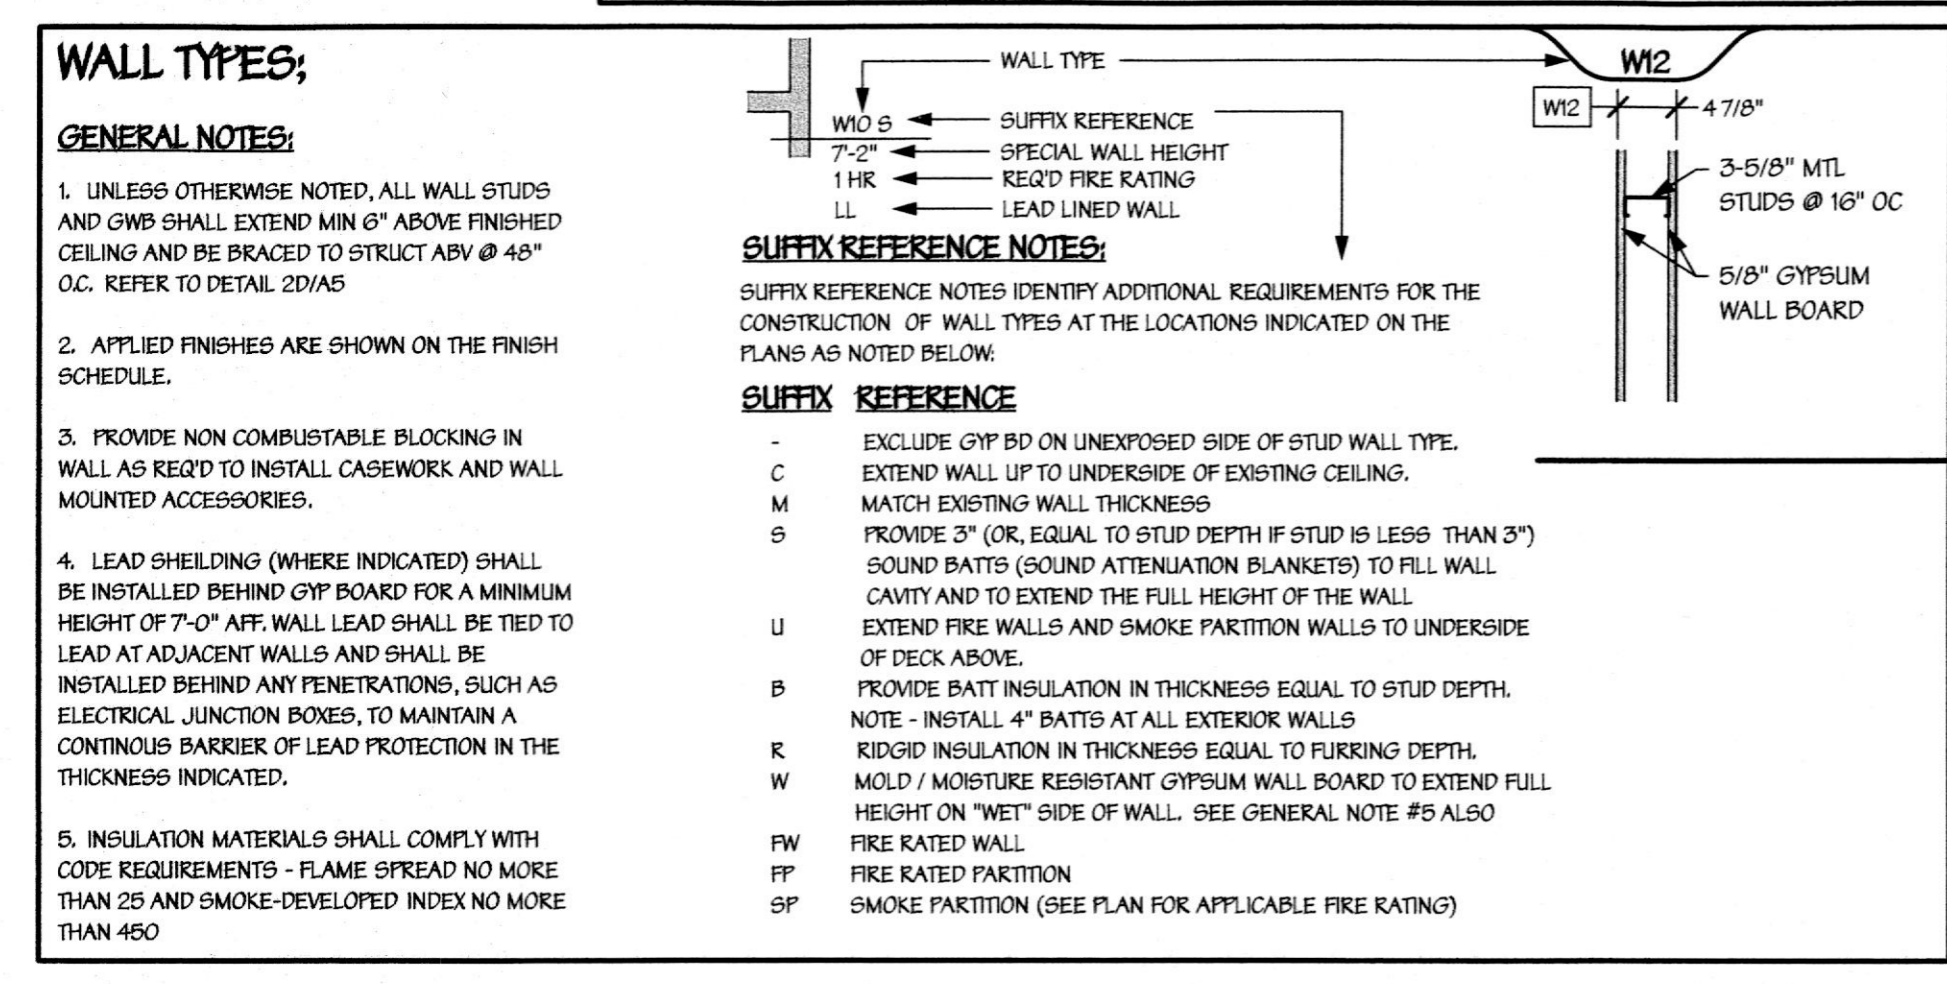 WALL TYPES;
GENERAL NOTES:
1. UNLESS OTHERWISE NOTED, ALL WALL STUDS
AND GWB SHALL EXTEND MIN 6" ABOVE FINISHED
CEILING AND BE BRACED TO STRUCT ABV @ 48"
O.C. REFER TO DETAIL 2D/A5
2. APPLIED FINISHES ARE SHOWN ON THE FINISH
SCHEDULE.
3. PROVIDE NON COMBUSTABLE BLOCKING IN
WALL AS REQ'D TO INSTALL CASEWORK AND WALL
MOUNTED ACCESSORIES.
4. LEAD SHEILDING (WHERE INDICATED) SHALL
BE INSTALLED BEHIND GYP BOARD FOR A MINIMUM
HEIGHT OF 7'-0" AFF. WALL LEAD SHALL BE TIED TO
LEAD AT ADJACENT WALLS AND SHALL BE
INSTALLED BEHIND ANY PENETRATIONS, SUCH AS
ELECTRICAL JUNCTION BOXES, TO MAINTAIN A
CONTINOUS BARRIER OF LEAD PROTECTION IN THE
THICKNESS INDICATED.
5. INSULATION MATERIALS SHALL COMPLY WITH
CODE REQUIREMENTS - FLAME SPREAD NO MORE
THAN 25 AND SMOKE-DEVELOPED INDEX NO MORE
THAN 450
WALL TYPE
W10 S SUFFIX REFERENCE
7'-2" SPECIAL WALL HEIGHT
1 HR REQ'D FIRE RATING
LL LEAD LINED WALL
SUFFIX REFERENCE NOTES:
SUFFIX REFERENCE NOTES IDENTIFY ADDITIONAL REQUIREMENTS FOR THE
CONSTRUCTION OF WALL TYPES AT THE LOCATIONS INDICATED ON THE
PLANS AS NOTED BELOW:
SUFFIX REFERENCE
- EXCLUDE GYP BD ON UNEXPOSED SIDE OF STUD WALL TYPE.
C EXTEND WALL UP TO UNDERSIDE OF EXISTING CEILING.
M MATCH EXISTING WALL THICKNESS
S PROVIDE 3" (OR, EQUAL TO STUD DEPTH IF STUD IS LESS THAN 3")
SOUND BATTS (SOUND ATTENUATION BLANKETS) TO FILL WALL
CAVITY AND TO EXTEND THE FULL HEIGHT OF THE WALL
U EXTEND FIRE WALLS AND SMOKE PARTITION WALLS TO UNDERSIDE
OF DECK ABOVE.
B PROVIDE BATT INSULATION IN THICKNESS EQUAL TO STUD DEPTH.
NOTE - INSTALL 4" BATTS AT ALL EXTERIOR WALLS
R RIDGID INSULATION IN THICKNESS EQUAL TO FURRING DEPTH.
W MOLD / MOISTURE RESISTANT GYPSUM WALL BOARD TO EXTEND FULL
HEIGHT ON "WET" SIDE OF WALL. SEE GENERAL NOTE #5 ALSO
FW FIRE RATED WALL
FP FIRE RATED PARTITION
SP SMOKE PARTITION (SEE PLAN FOR APPLICABLE FIRE RATING)
W12
W12 4 7/8"
3-5/8" MTL
STUDS @ 16" OC
5/8" GYPSUM
WALL BOARD